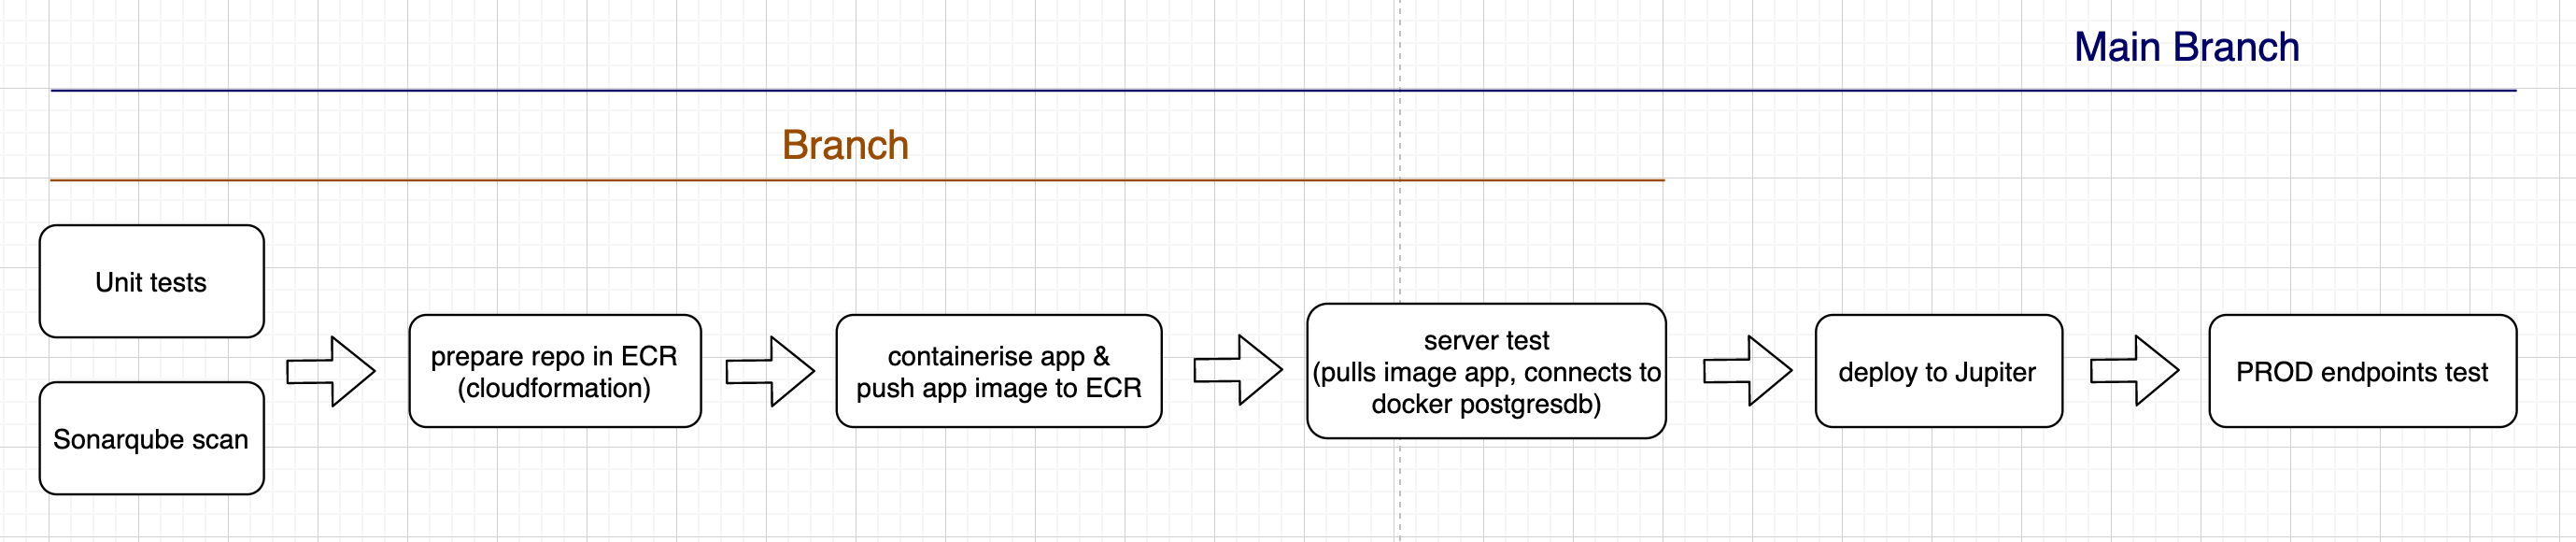 Main Branch
Branch
Unit tests
Sonarqube scan
prepare repo in ECR
(cloudformation)
containerise app &
push app image to ECR
server test
(pulls image app, connects to
docker postgresdb)
deploy to Jupiter
PROD endpoints test